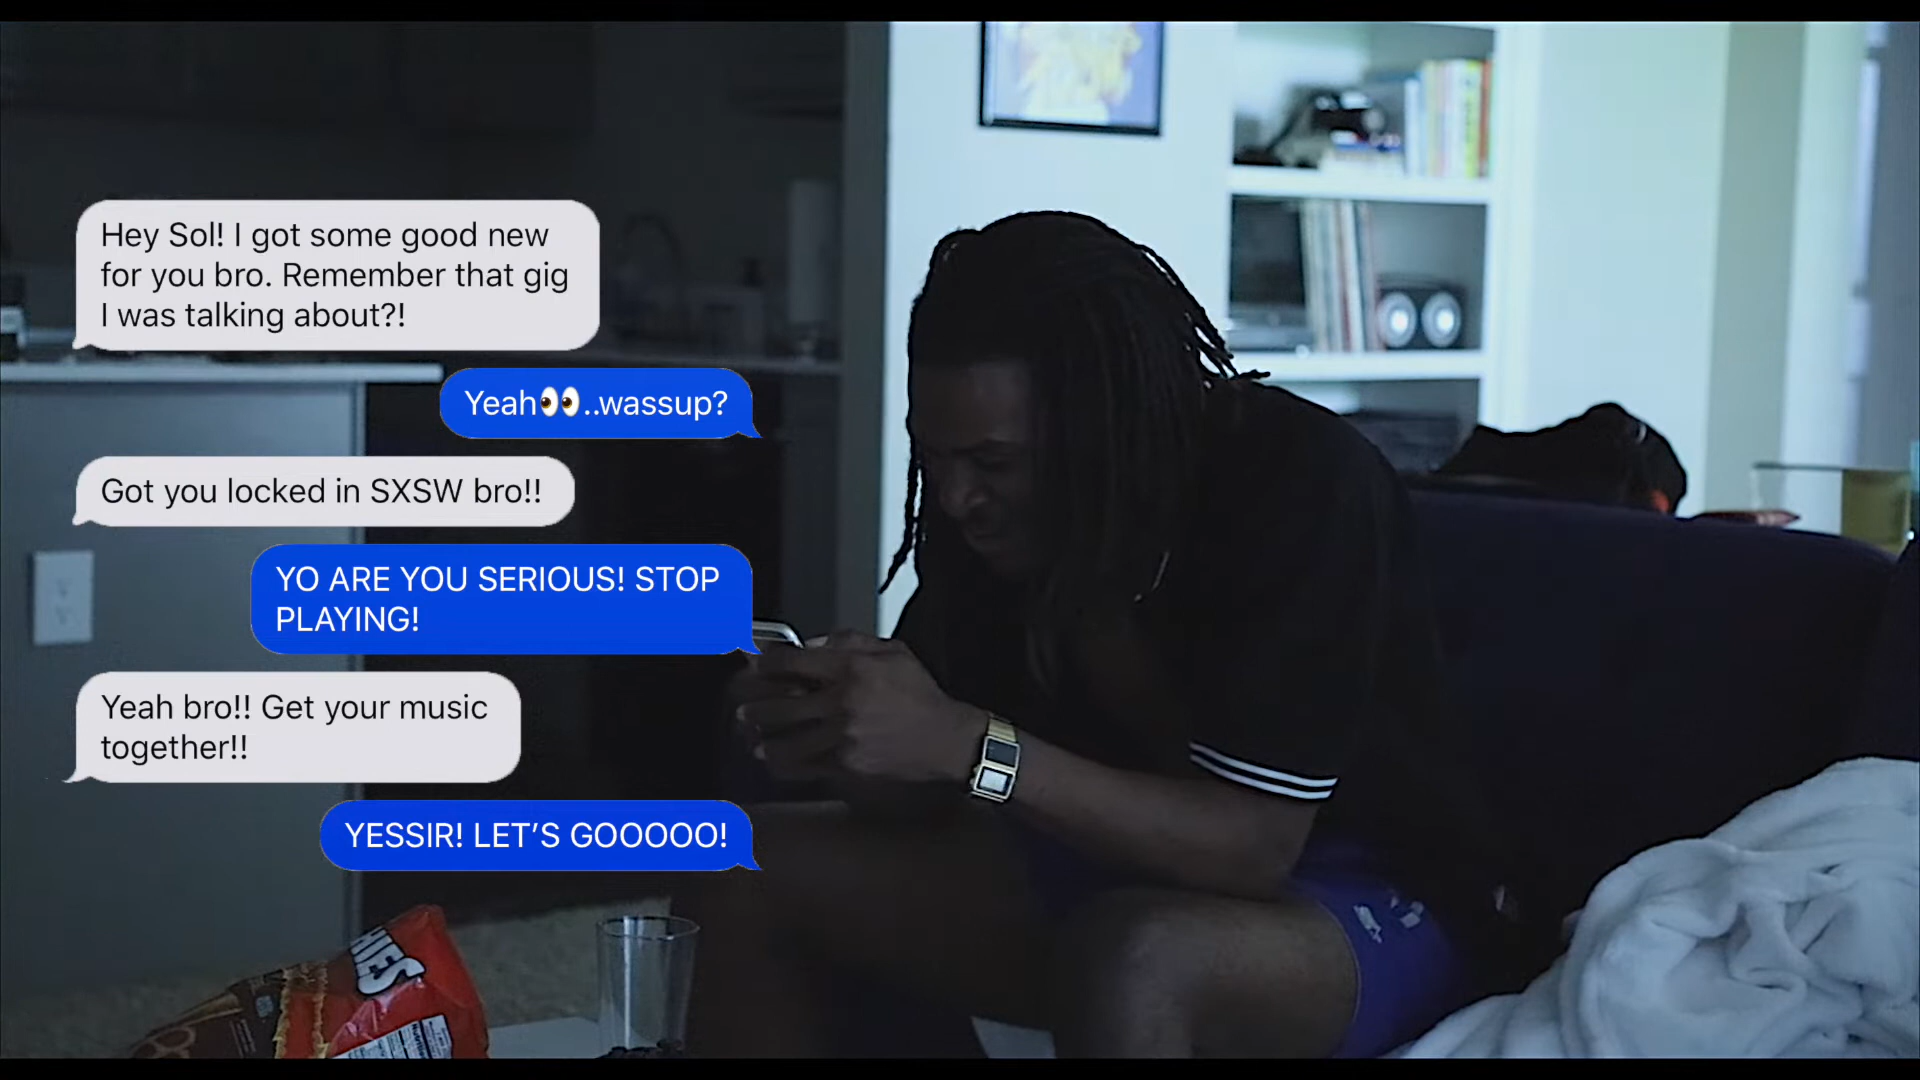 Hey Sol! I got some good new
for you bro. Remember that gig
I was talking about?!
Yeah👀..wassup?
Got you locked in SXSW bro!!
YO ARE YOU SERIOUS! STOP
PLAYING!
Yeah bro!! Get your music
together!!
YESSIR! LET’S GOOOOO!
HIES